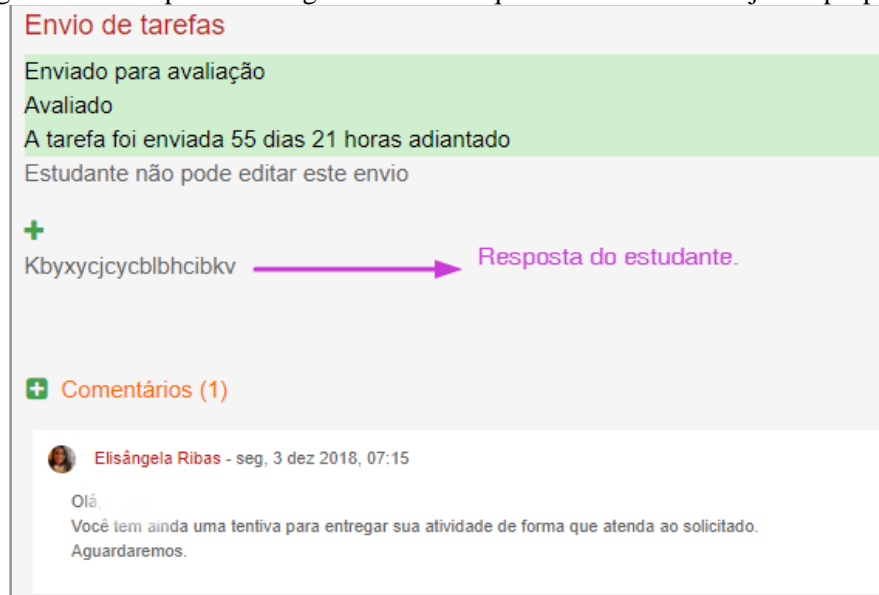 Envio de tarefas
Enviado para avaliação
Avaliado
A tarefa foi enviada 55 dias 21 horas adiantado
Estudante não pode editar este envio
Kbyxycjcycblbhcibkv
Resposta do estudante.
Comentários (1)
Elisângela Ribas - seg, 3 dez 2018, 07:15
Olá,
Você tem ainda uma tentiva para entregar sua atividade de forma que atenda ao solicitado.
Aguardaremos.